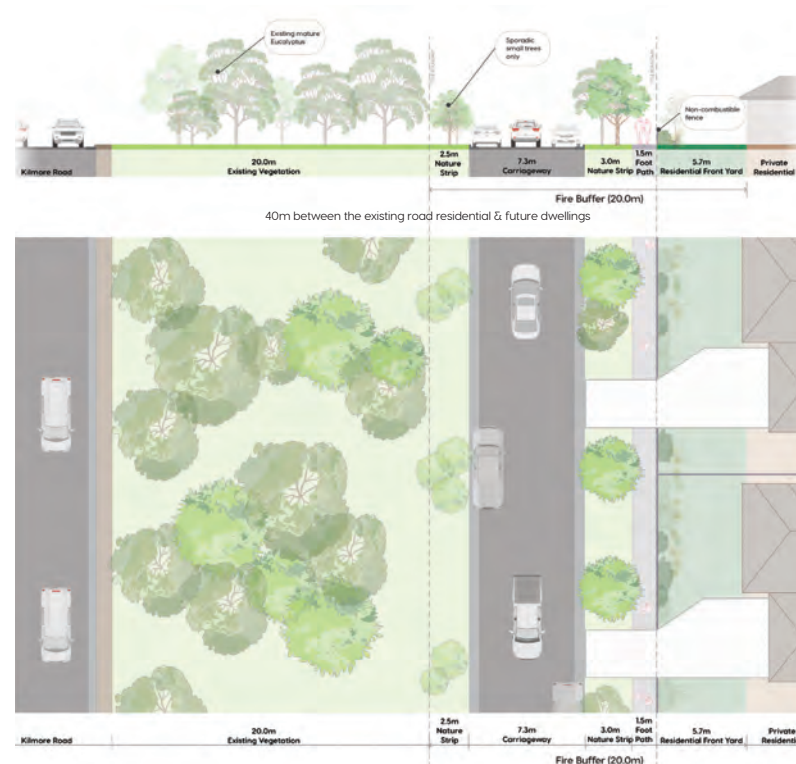 Existing mature
Eucalyptus
Sporadic
small trees
only
Non-combustible
fence
Kilmore Road
20.0m
Existing Vegetation
2.5m
Nature
Strip
7.3m
Carriageway
3.0m
Nature Strip
1.5m
Foot
Path
5.7m
Residential Front Yard
Private
Residential
Fire Buffer (20.0m)
40m between the existing road residential & future dwellings
Kilmore Road
20.0m
Existing Vegetation
2.5m
Nature
Strip
7.3m
Carriageway
3.0m
Nature Strip
1.5m
Foot
Path
5.7m
Residential Front Yard
Private
Residenti
Fire Buffer (20.0m)